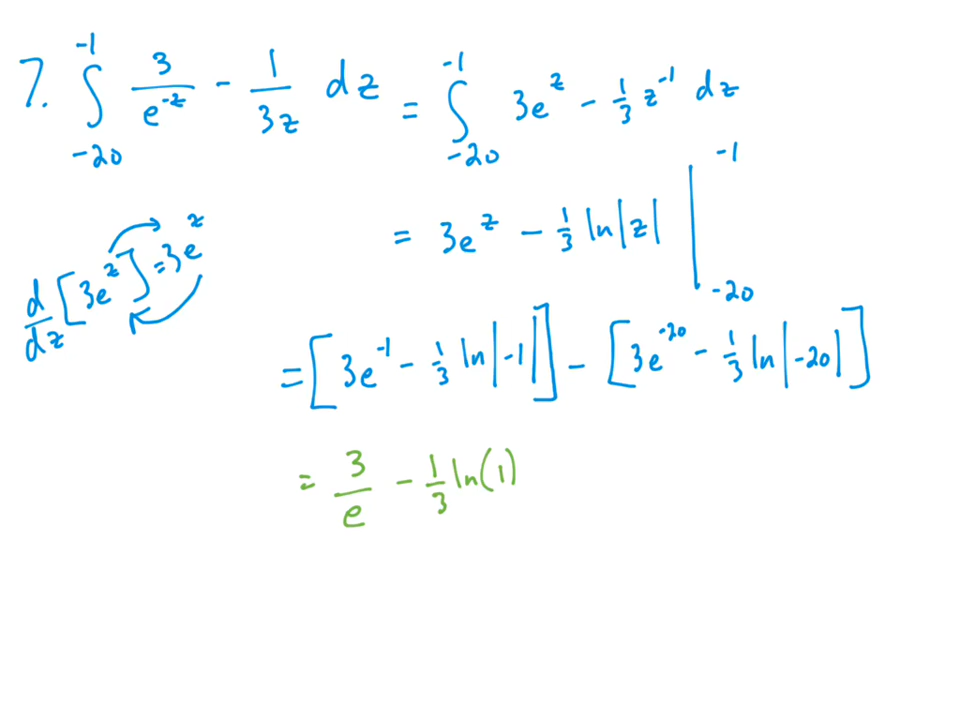 7. ∫_{-20}^{-1} 3/e^{-z} - 1/3z dz = ∫_{-20}^{-1} 3e^z - 1/3 z^{-1} dz
= 3e^z - 1/3 ln|z| |_{-20}^{-1}
d/dz [3e^z] = 3e^z
= [3e^{-1} - 1/3 ln|-1|] - [3e^{-20} - 1/3 ln|-20|]
= 3/e - 1/3 ln(1)